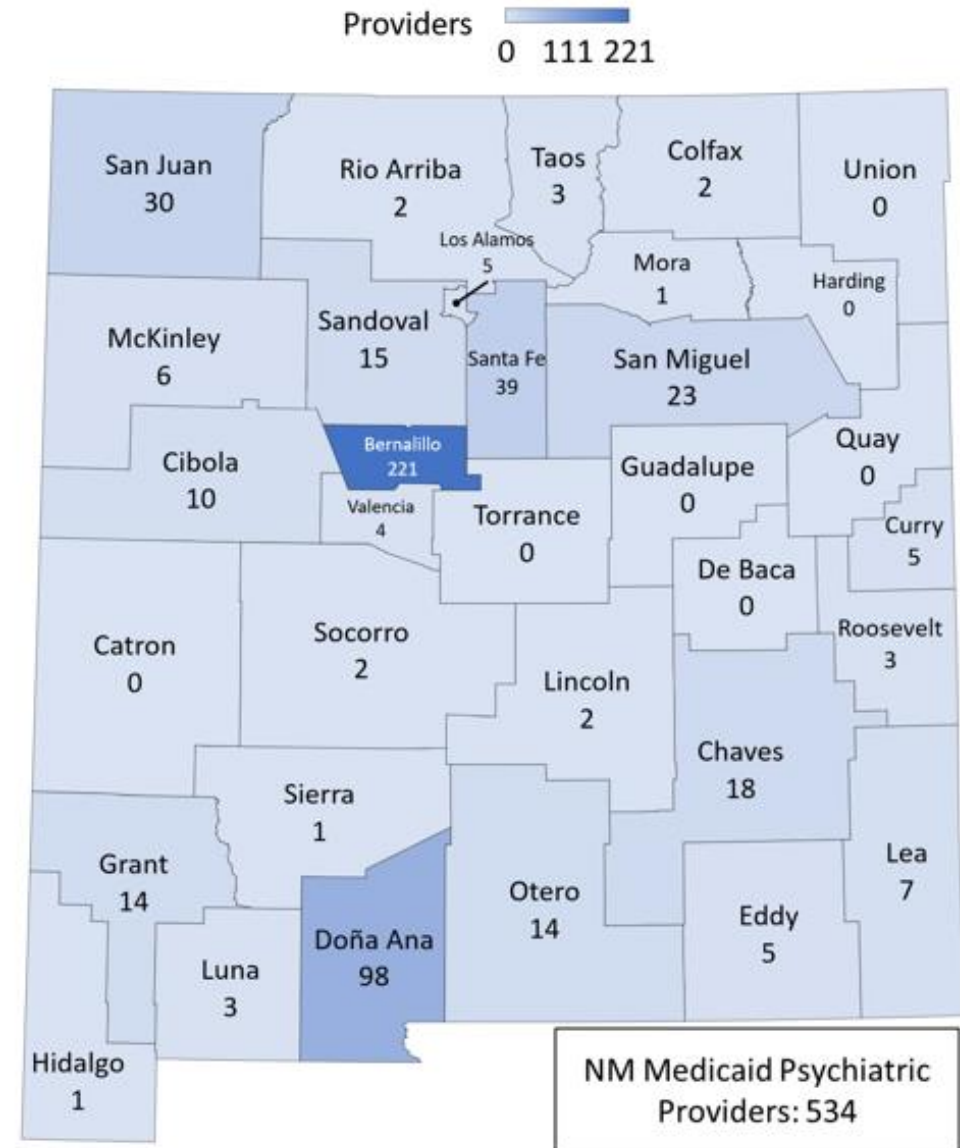 Providers
0 111 221
San Juan
30
Rio Arriba
2
Taos
3
Colfax
2
Union
0
Los Alamos
5
Mora
1
Harding
0
McKinley
6
Sandoval
15
Santa Fe
39
San Miguel
23
Quay
0
Cibola
10
Bernalillo
221
Valencia
4
Torrance
0
Guadalupe
0
Curry
5
De Baca
0
Roosevelt
3
Catron
0
Socorro
2
Lincoln
2
Chaves
18
Sierra
1
Grant
14
Otero
14
Lea
7
Eddy
5
Doña Ana
98
Luna
3
Hidalgo
1
NM Medicaid Psychiatric
Providers: 534